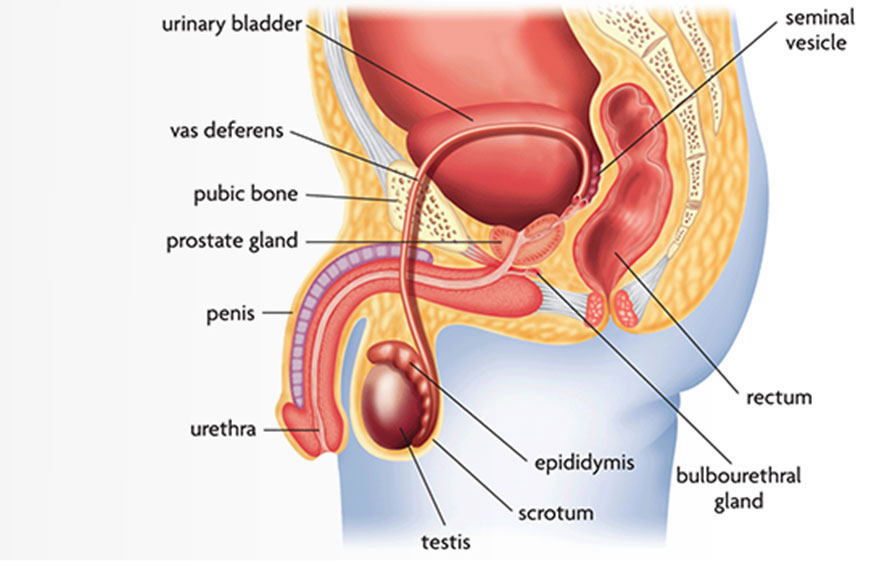 urinary bladder
seminal
vesicle
vas deferens
pubic bone
prostate gland
penis
rectum
urethra
epididymis
bulbourethral
gland
scrotum
testis